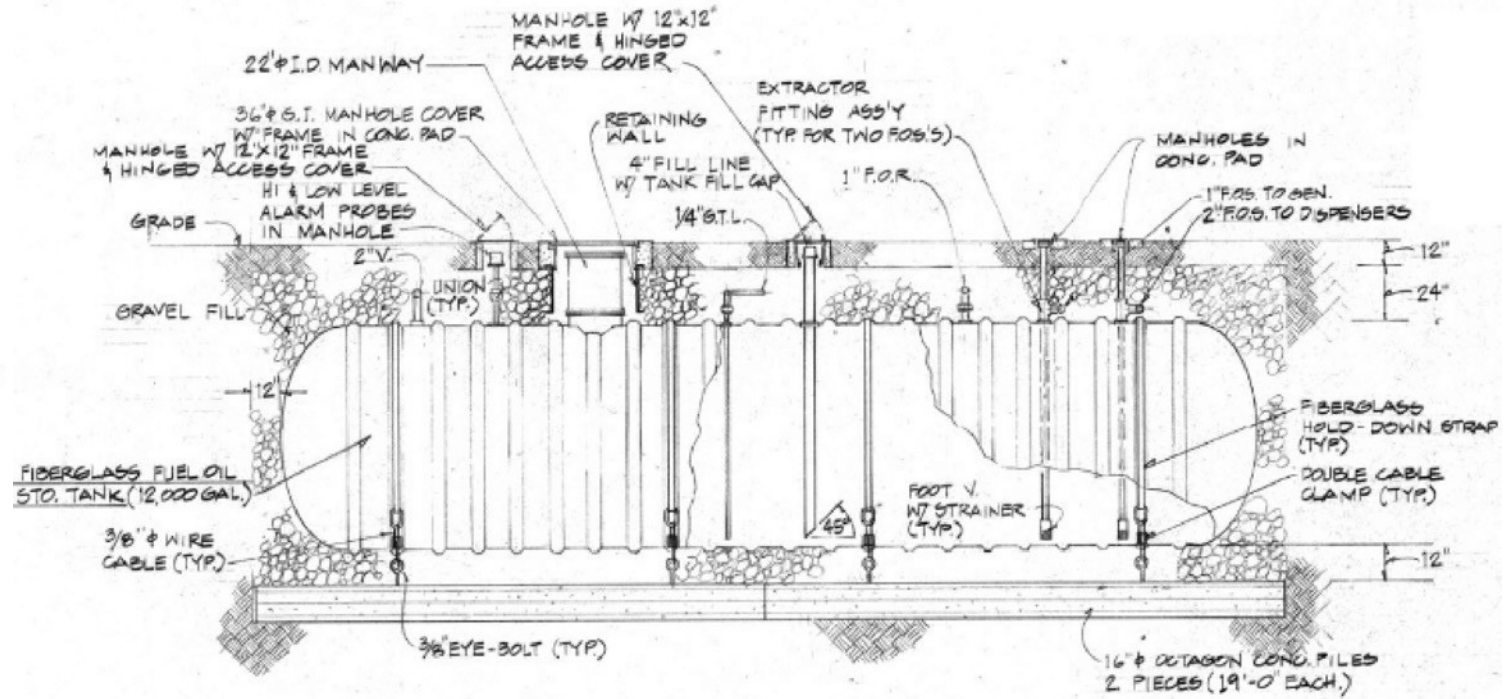 MANHOLE W/ 12"x12"
FRAME & HINGED
ACCESS COVER
22"φ I.D. MANWAY
36"φ G.I. MANHOLE COVER
W/ FRAME IN CONC. PAD
MANHOLE W/ 12"x12" FRAME
& HINGED ACCESS COVER
HI & LOW LEVEL
ALARM PROBES
IN MANHOLE
GRADE
2" V.
UNION
(TYP.)
GRAVEL FILL
RETAINING
WALL
4" FILL LINE
W/ TANK FILL CAP
1/4" S.T.L.
EXTRACTOR
FITTING ASS'Y
(TYP. FOR TWO F.O.S.'S)
1" F.O.R.
MANHOLES IN
CONC. PAD
1" F.O.S. TO GEN.
2" F.O.S. TO DISPENSERS
12"
24"
12"
FIBERGLASS
HOLD-DOWN STRAP
(TYP.)
DOUBLE CABLE
CLAMP (TYP.)
FIBERGLASS FUEL OIL
STO. TANK (12,000 GAL.)
3/8"φ WIRE
CABLE (TYP.)
FOOT V.
W/ STRAINER
(TYP.)
45°
12"
3/8" EYE-BOLT (TYP.)
16"φ OCTAGON CONC. PILES
2 PIECES (19'-0" EACH.)